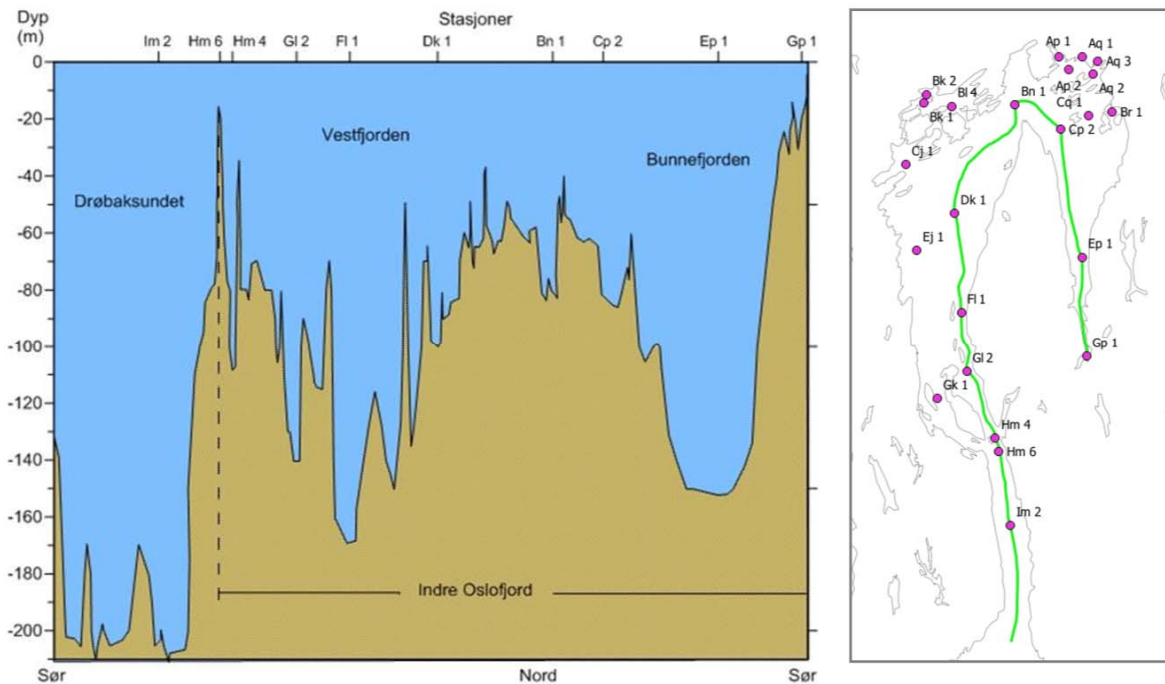 Dyp
(m)
Stasjoner
Im 2
Hm 6
Hm 4
Gl 2
Fl 1
Dk 1
Bn 1
Cp 2
Ep 1
Gp 1
0
-20
-40
-60
-80
-100
-120
-140
-160
-180
-200
Vestfjorden
Bunnefjorden
Drøbaksundet
Indre Oslofjord
Sør
Nord
Sør
Ap 1
Aq 1
Aq 3
Ap 2
Aq 2
Bk 2
Bl 4
Bn 1
Cq 1
Br 1
Bk 1
Cp 2
Cj 1
Dk 1
Ej 1
Ep 1
Fl 1
Gp 1
Gl 2
Gk 1
Hm 4
Hm 6
Im 2